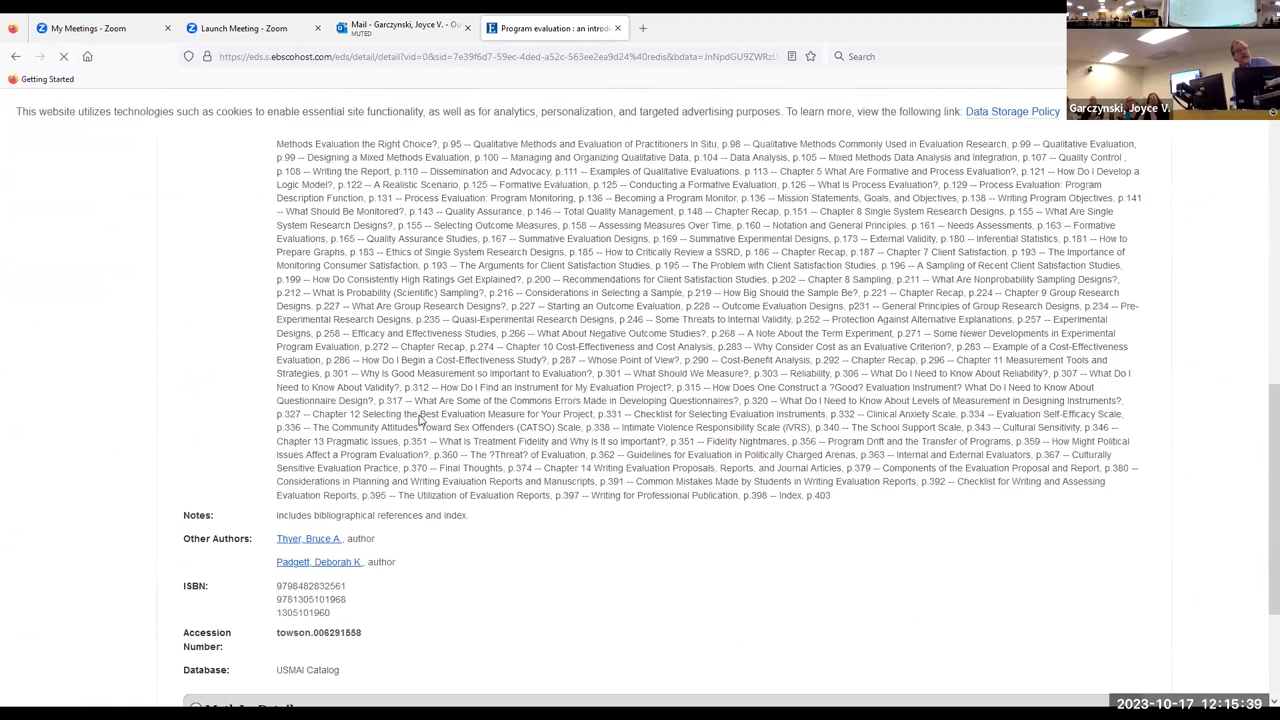 My Meetings - Zoom
Launch Meeting - Zoom
Mail - Garczynski, Joyce V. - Ou
MUTED
Program evaluation : an introd
https://eds.s.ebscohost.com/eds/detail/detail?vid=0&sid=7e39f6d7-59ec-4ded-a52c-563ee2ea9d24%40redis&bdata=JnNpdGU9ZWRzL
Search
Getting Started
Garczynski, Joyce V.
This website utilizes technologies such as cookies to enable essential site functionality, as well as for analytics, personalization, and targeted advertising purposes. To learn more, view the following link: Data Storage Policy
Methods Evaluation the Right Choice?, p.95 -- Qualitative Methods and Evaluation of Practitioners In Situ, p.98 -- Qualitative Methods Commonly Used in Evaluation Research, p.99 -- Qualitative Evaluation,
p.99 -- Designing a Mixed Methods Evaluation, p.100 -- Managing and Organizing Qualitative Data, p.104 -- Data Analysis, p.105 -- Mixed Methods Data Analysis and Integration, p.107 -- Quality Control ,
p.108 -- Writing the Report, p.110 -- Dissemination and Advocacy, p.111 -- Examples of Qualitative Evaluations, p.113 -- Chapter 5 What Are Formative and Process Evaluation?, p.121 -- How Do I Develop a
Logic Model?, p.122 -- A Realistic Scenario, p.125 -- Formative Evaluation, p.125 -- Conducting a Formative Evaluation, p.126 -- What Is Process Evaluation?, p.129 -- Process Evaluation: Program
Description Function, p.131 -- Process Evaluation: Program Monitoring, p.136 -- Becoming a Program Monitor, p.136 -- Mission Statements, Goals, and Objectives, p.138 -- Writing Program Objectives, p.141
-- What Should Be Monitored?, p.143 -- Quality Assurance, p.146 -- Total Quality Management, p.148 -- Chapter Recap, p.151 -- Chapter 8 Single System Research Designs, p.155 -- What Are Single
System Research Designs?, p.155 -- Selecting Outcome Measures, p.158 -- Assessing Measures Over Time, p.160 -- Notation and General Principles, p.161 -- Needs Assessments, p.163 -- Formative
Evaluations, p.165 -- Quality Assurance Studies, p.167 -- Summative Evaluation Designs, p.169 -- Summative Experimental Designs, p.173 -- External Validity, p.180 -- Inferential Statistics, p.181 -- How to
Prepare Graphs, p.183 -- Ethics of Single System Research Designs, p.185 -- How to Critically Review a SSRD, p.186 -- Chapter Recap, p.187 -- Chapter 7 Client Satisfaction, p.193 -- The Importance of
Monitoring Consumer Satisfaction, p.193 -- The Arguments for Client Satisfaction Studies, p.195 -- The Problem with Client Satisfaction Studies, p.196 -- A Sampling of Recent Client Satisfaction Studies,
p.199 -- How Do Consistently High Ratings Get Explained?, p.200 -- Recommendations for Client Satisfaction Studies, p.202 -- Chapter 8 Sampling, p.211 -- What Are Nonprobability Sampling Designs?,
p.212 -- What Is Probability (Scientific) Sampling?, p.216 -- Considerations in Selecting a Sample, p.219 -- How Big Should the Sample Be?, p.221 -- Chapter Recap, p.224 -- Chapter 9 Group Research
Designs, p.227 -- What Are Group Research Designs?, p.227 -- Starting an Outcome Evaluation, p.228 -- Outcome Evaluation Designs, p231 -- General Principles of Group Research Designs, p.234 -- Pre-
Experimental Research Designs, p.235 -- Quasi-Experimental Research Designs, p.246 -- Some Threats to Internal Validity, p.252 -- Protection Against Alternative Explanations, p.257 -- Experimental
Designs, p.258 -- Efficacy and Effectiveness Studies, p.266 -- What About Negative Outcome Studies?, p.268 -- A Note About the Term Experiment, p.271 -- Some Newer Developments in Experimental
Program Evaluation, p.272 -- Chapter Recap, p.274 -- Chapter 10 Cost-Effectiveness and Cost Analysis, p.283 -- Why Consider Cost as an Evaluative Criterion?, p.283 -- Example of a Cost-Effectiveness
Evaluation, p.286 -- How Do I Begin a Cost-Effectiveness Study?, p.287 -- Whose Point of View?, p.290 -- Cost-Benefit Analysis, p.292 -- Chapter Recap, p.296 -- Chapter 11 Measurement Tools and
Strategies, p.301 -- Why Is Good Measurement so Important to Evaluation?, p.301 -- What Should We Measure?, p.303 -- Reliability, p.306 -- What Do I Need to Know About Reliability?, p.307 -- What Do I
Need to Know About Validity?, p.312 -- How Do I Find an Instrument for My Evaluation Project?, p.315 -- How Does One Construct a ?Good? Evaluation Instrument? What Do I Need to Know About
Questionnaire Design?, p.317 -- What Are Some of the Commons Errors Made in Developing Questionnaires?, p.320 -- What Do I Need to Know About Levels of Measurement in Designing Instruments?,
p.327 -- Chapter 12 Selecting the Best Evaluation Measure for Your Project, p.331 -- Checklist for Selecting Evaluation Instruments, p.332 -- Clinical Anxiety Scale, p.334 -- Evaluation Self-Efficacy Scale,
p.336 -- The Community Attitudes Toward Sex Offenders (CATSO) Scale, p.338 -- Intimate Violence Responsibility Scale (IVRS), p.340 -- The School Support Scale, p.343 -- Cultural Sensitivity, p.346 --
Chapter 13 Pragmatic Issues, p.351 -- What Is Treatment Fidelity and Why is it so important?, p.351 -- Fidelity Nightmares, p.356 -- Program Drift and the Transfer of Programs, p.359 -- How Might Political
Issues Affect a Program Evaluation?, p.360 -- The ?Threat? of Evaluation, p.362 -- Guidelines for Evaluation in Politically Charged Arenas, p.363 -- Internal and External Evaluators, p.367 -- Culturally
Sensitive Evaluation Practice, p.370 -- Final Thoughts, p.374 -- Chapter 14 Writing Evaluation Proposals, Reports, and Journal Articles, p.379 -- Components of the Evaluation Proposal and Report, p.380 --
Considerations in Planning and Writing Evaluation Reports and Manuscripts, p.391 -- Common Mistakes Made by Students in Writing Evaluation Reports, p.392 -- Checklist for Writing and Assessing
Evaluation Reports, p.395 -- The Utilization of Evaluation Reports, p.397 -- Writing for Professional Publication, p.398 -- Index, p.403
Notes: Includes bibliographical references and index.
Other Authors: Thyer, Bruce A., author
Padgett, Deborah K., author
ISBN: 9798482832561
9781305101968
1305101960
Accession Number: towson.006291558
Database: USMAI Catalog
2023-10-17 12:15:39